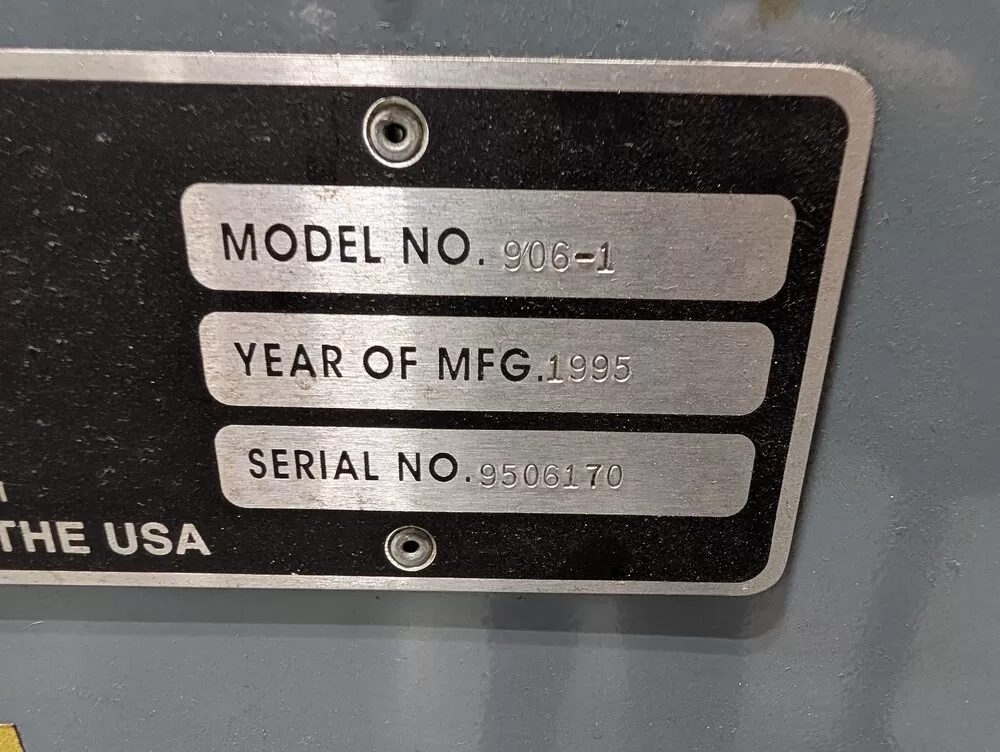 MODEL NO. 906-1
YEAR OF MFG. 1995
SERIAL NO. 9506170
THE USA